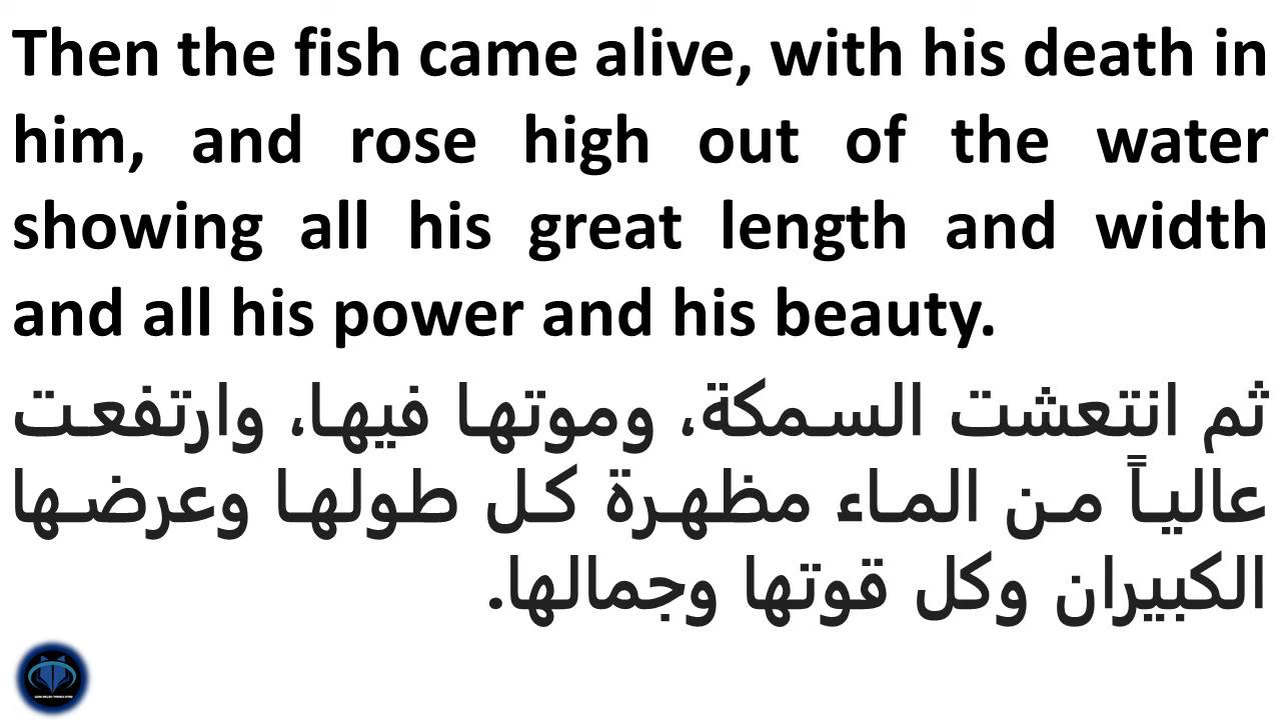 Then the fish came alive, with his death in
him, and rose high out of the water
showing all his great length and width
and all his power and his beauty.
ثم انتعشت السمكة، وموتها فيها، وارتفعت
عالياً من الماء مظهرة كل طولها وعرضها
الكبيران وكل قوتها وجمالها.